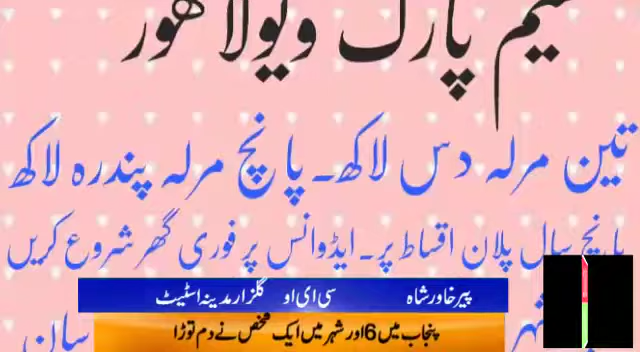 سیم پارک ویو لاھور
تین مرلہ دس لاکھ۔ پانچ مرلہ پندرہ لاکھ
پانچ سال پلان اقساط پر۔ ایڈوانس پر فوری گھر شروع کریں
پیر خاور شاہ سی ای او گلزار مدینہ اسٹیٹ
پنجاب میں 6 اور شہر میں ایک شخص نے دم توڑا